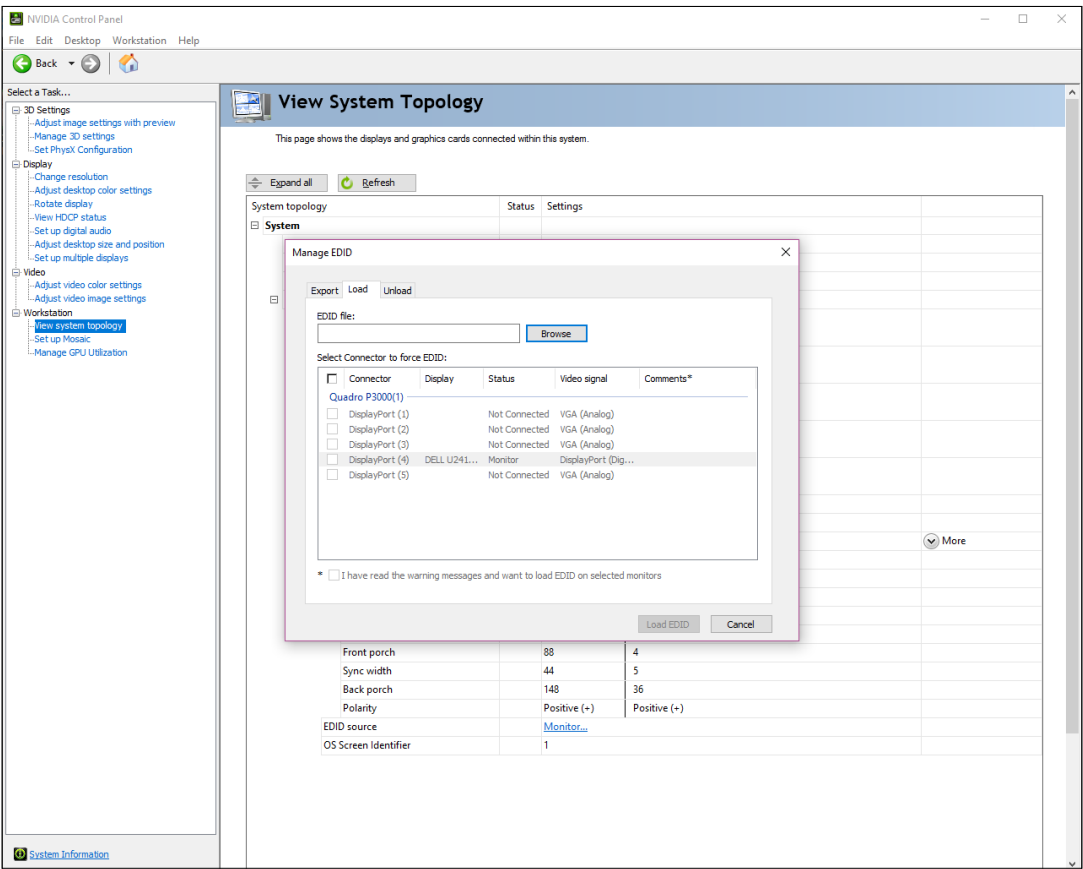 NVIDIA Control Panel
File Edit Desktop Workstation Help
Back
Select a Task...
3D Settings
Adjust image settings with preview
Manage 3D settings
Set PhysX Configuration
Display
Change resolution
Adjust desktop color settings
Rotate display
View HDCP status
Set up digital audio
Adjust desktop size and position
Set up multiple displays
Video
Adjust video color settings
Adjust video image settings
Workstation
View system topology
Set up Mosaic
Manage GPU Utilization
System Information
View System Topology
This page shows the displays and graphics cards connected within this system.
Expand all Refresh
System topology Status Settings
System
Manage EDID
Export Load Unload
EDID file:
Browse
Select Connector to force EDID:
Connector Display Status Video signal Comments*
Quadro P3000(1)
DisplayPort (1) Not Connected VGA (Analog)
DisplayPort (2) Not Connected VGA (Analog)
DisplayPort (3) Not Connected VGA (Analog)
DisplayPort (4) DELL U241... Monitor DisplayPort (Dig...
DisplayPort (5) Not Connected VGA (Analog)
* I have read the warning messages and want to load EDID on selected monitors
Load EDID Cancel
More
Front porch 88 4
Sync width 44 5
Back porch 148 36
Polarity Positive (+) Positive (+)
EDID source Monitor...
OS Screen Identifier 1